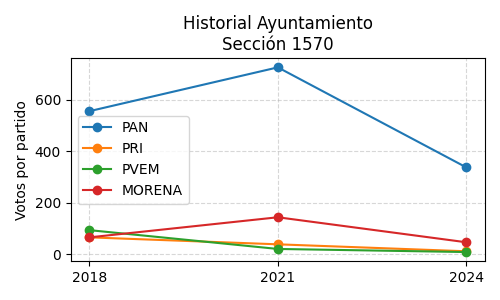 Historial Ayuntamiento
Sección 1570
Votos por partido
600
400
200
0
PAN
PRI
PVEM
MORENA
2018
2021
2024